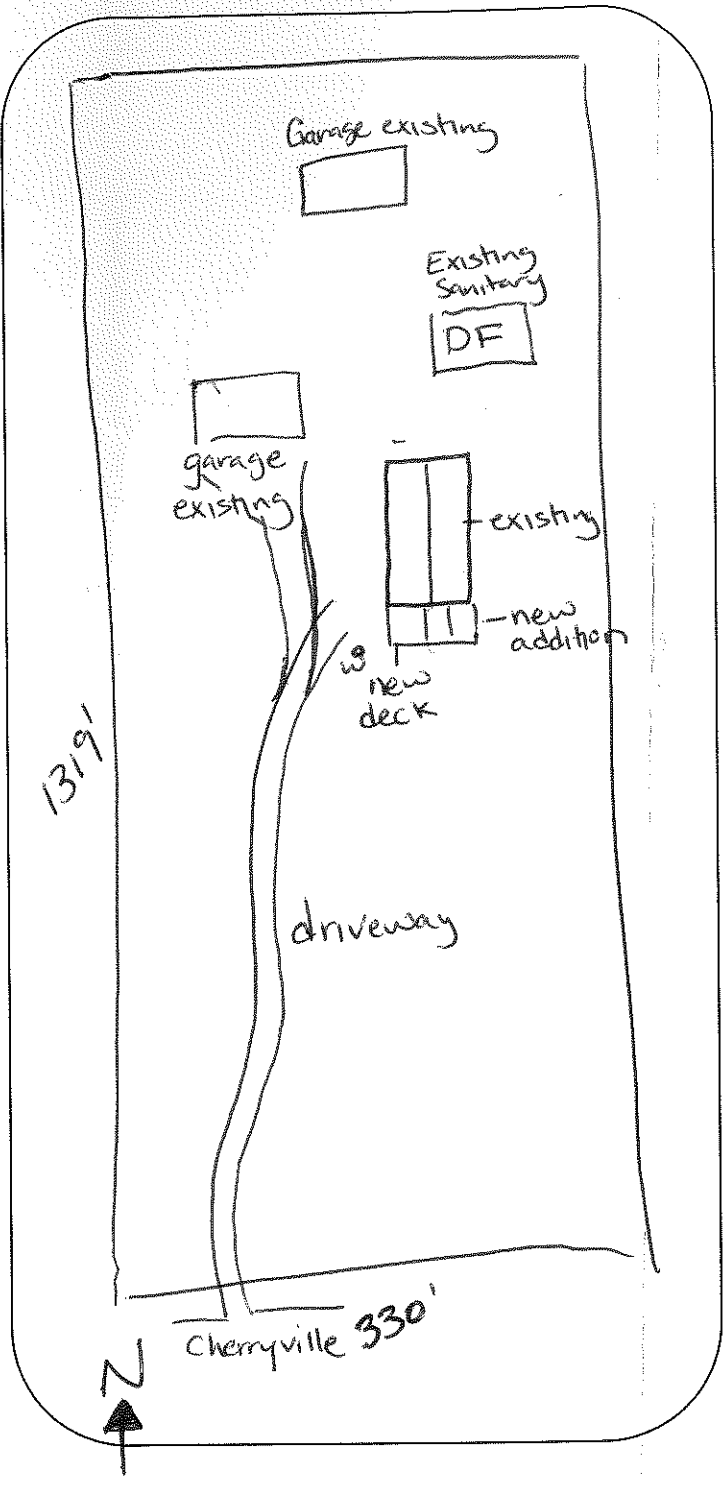 Garage existing
Existing
Sanitary
DF
garage
existing
existing
new
addition
new
deck
1319'
driveway
Cherryville 330'
N